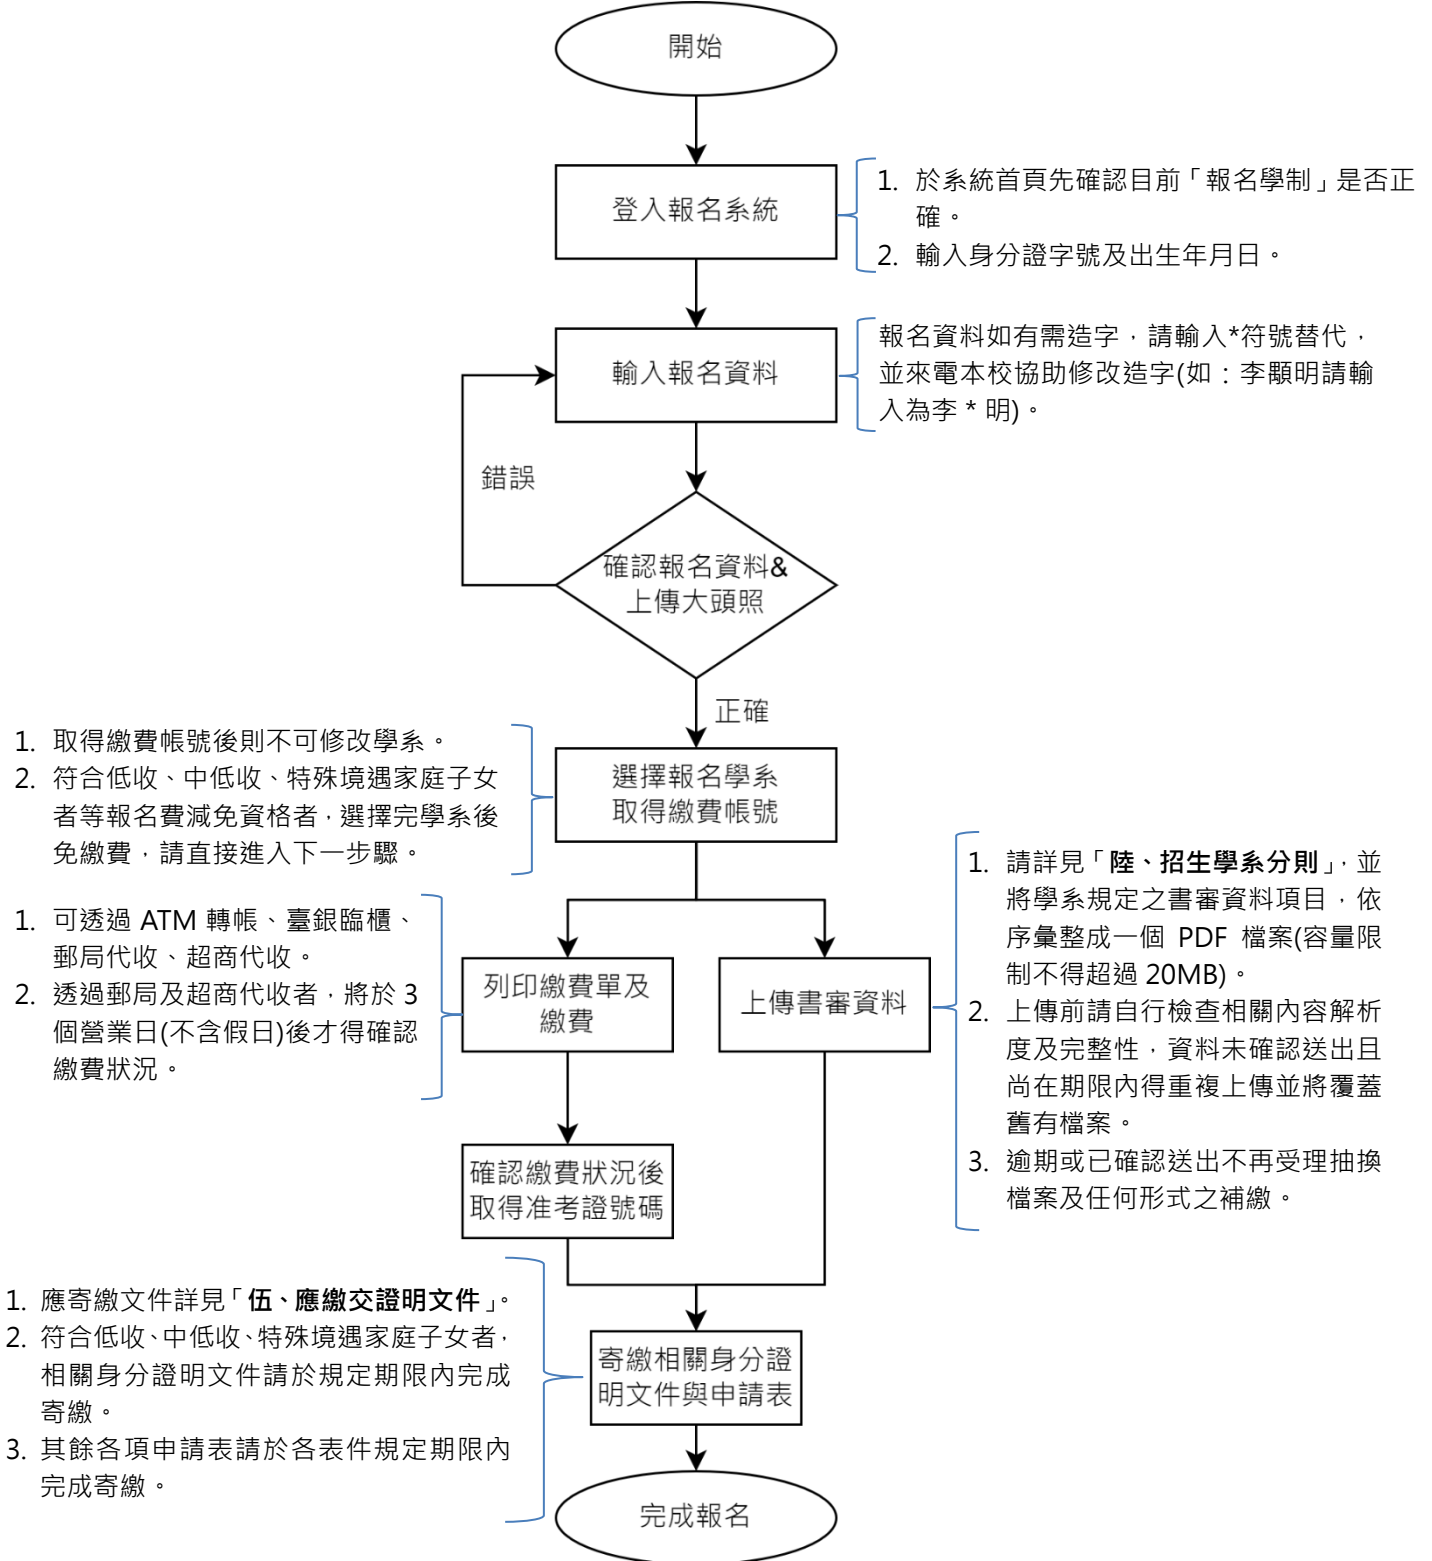 開始
登入報名系統
1. 於系統首頁先確認目前「報名學制」是否正
確。
2. 輸入身分證字號及出生年月日。
輸入報名資料
報名資料如有需造字，請輸入*符號替代，
並來電本校協助修改造字(如：李顒明請輸
入為李 * 明)。
錯誤
確認報名資料&
上傳大頭照
正確
1. 取得繳費帳號後則不可修改學系。
2. 符合低收、中低收、特殊境遇家庭子女
者等報名費減免資格者，選擇完學系後
免繳費，請直接進入下一步驟。
選擇報名學系
取得繳費帳號
1. 可透過 ATM 轉帳、臺銀臨櫃、
郵局代收、超商代收。
2. 透過郵局及超商代收者，將於 3
個營業日(不含假日)後才得確認
繳費狀況。
列印繳費單及
繳費
上傳書審資料
1. 請詳見「陸、招生學系分則」，並
將學系規定之書審資料項目，依
序彙整成一個 PDF 檔案(容量限
制不得超過 20MB)。
2. 上傳前請自行檢查相關內容解析
度及完整性，資料未確認送出且
尚在期限內得重複上傳並將覆蓋
舊有檔案。
3. 逾期或已確認送出不再受理抽換
檔案及任何形式之補繳。
確認繳費狀況後
取得准考證號碼
1. 應寄繳文件詳見「伍、應繳交證明文件」。
2. 符合低收、中低收、特殊境遇家庭子女者，
相關身分證明文件請於規定期限內完成
寄繳。
3. 其餘各項申請表請於各表件規定期限內
完成寄繳。
寄繳相關身分證
明文件與申請表
完成報名